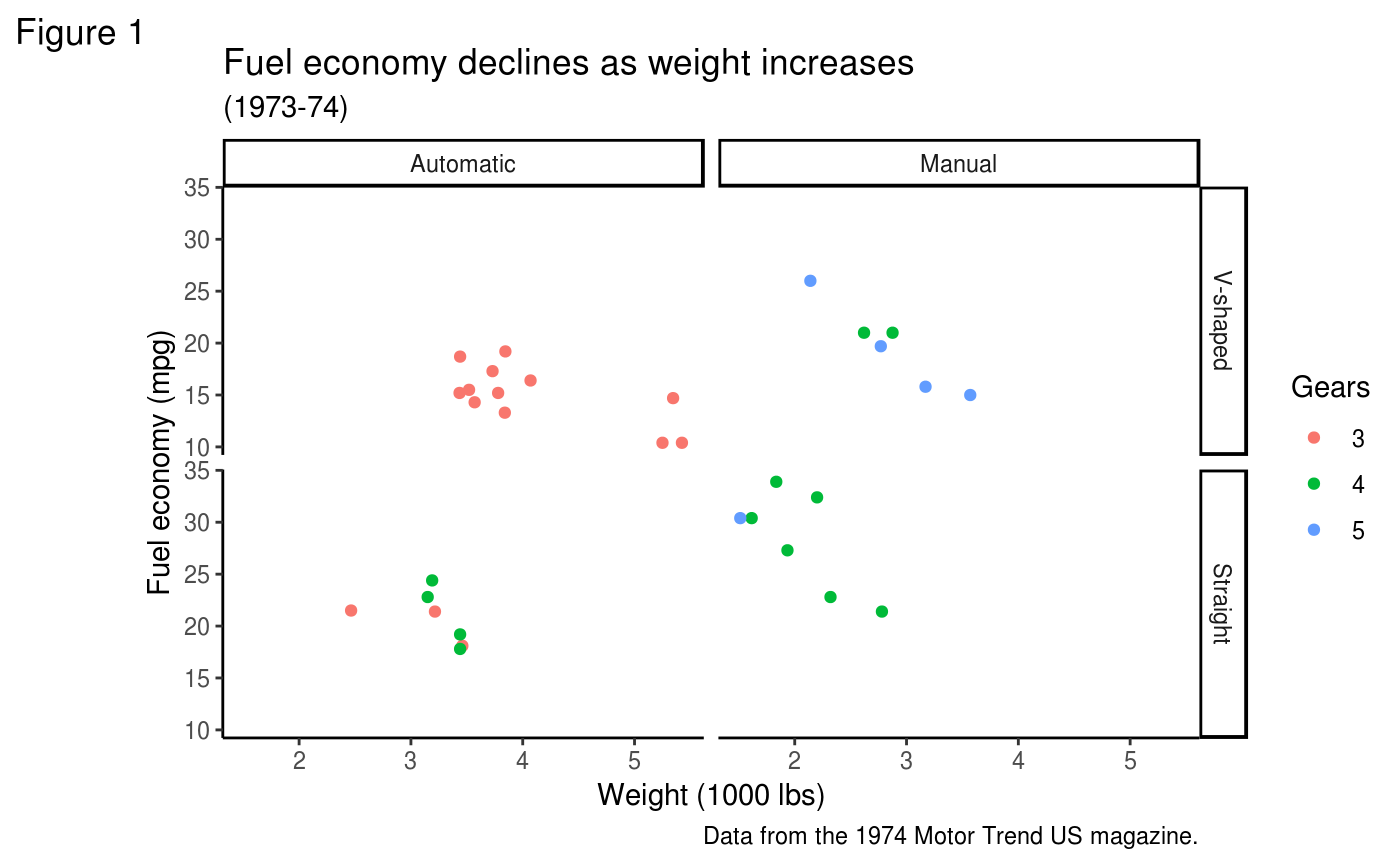 Figure 1
Fuel economy declines as weight increases
(1973-74)
Automatic
Manual
35
30
25
20
15
10
V-shaped
Fuel economy (mpg)
35
30
25
20
15
10
Straight
Gears
3
4
5
2 3 4 5
2 3 4 5
Weight (1000 lbs)
Data from the 1974 Motor Trend US magazine.